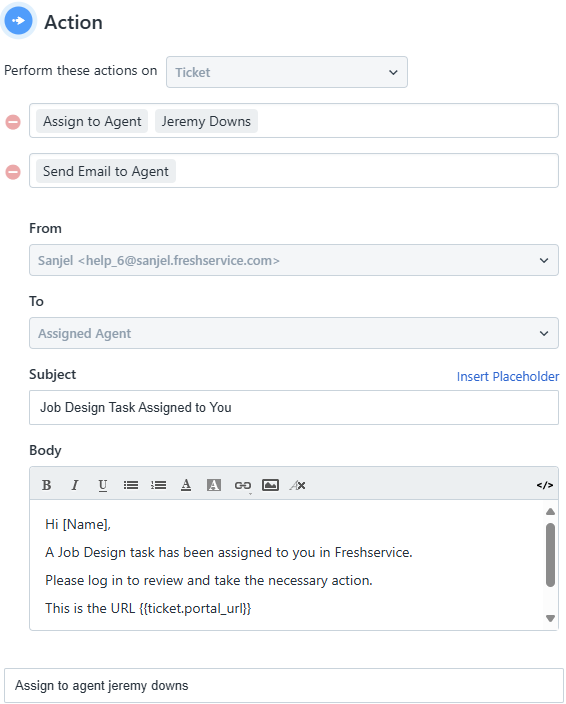 Action
Perform these actions on Ticket
Assign to Agent Jeremy Downs
Send Email to Agent
From
Sanjel <help_6@sanjel.freshservice.com>
To
Assigned Agent
Subject Insert Placeholder
Job Design Task Assigned to You
Body
B I U A A A </>
Hi [Name],
A Job Design task has been assigned to you in Freshservice.
Please log in to review and take the necessary action.
This is the URL {{ticket.portal_url}}
Assign to agent jeremy downs